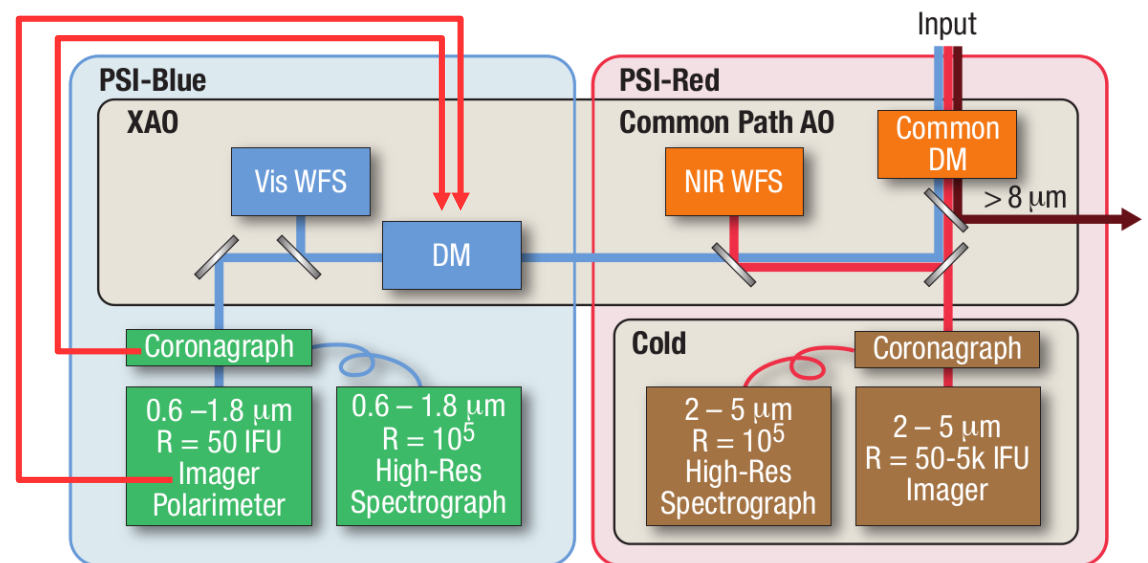 Input
PSI-Blue
PSI-Red
XAO
Common Path AO
Common
DM
Vis WFS
NIR WFS
> 8 μm
DM
Coronagraph
Cold
Coronagraph
0.6 –1.8 μm
R = 50 IFU
Imager
Polarimeter
0.6 – 1.8 μm
R = 10⁵
High-Res
Spectrograph
2 – 5 μm
R = 10⁵
High-Res
Spectrograph
2 – 5 μm
R = 50-5k IFU
Imager